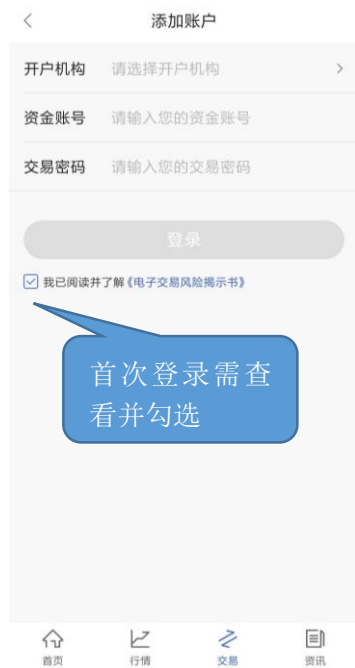 添加账户
开户机构 请选择开户机构
资金账号 请输入您的资金账号
交易密码 请输入您的交易密码
登录
我已阅读并了解《电子交易风险揭示书》
首次登录需查
看并勾选
首页 行情 交易 资讯